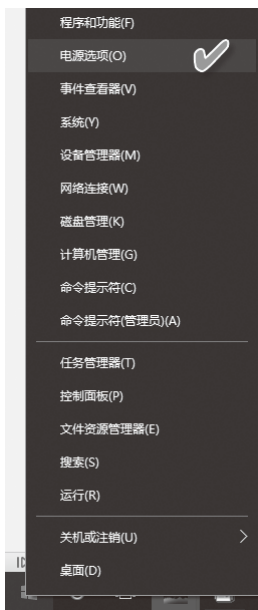 程序和功能(F)
电源选项(O)
事件查看器(V)
系统(Y)
设备管理器(M)
网络连接(W)
磁盘管理(K)
计算机管理(G)
命令提示符(C)
命令提示符(管理员)(A)
任务管理器(T)
控制面板(P)
文件资源管理器(E)
搜索(S)
运行(R)
关机或注销(U)
桌面(D)